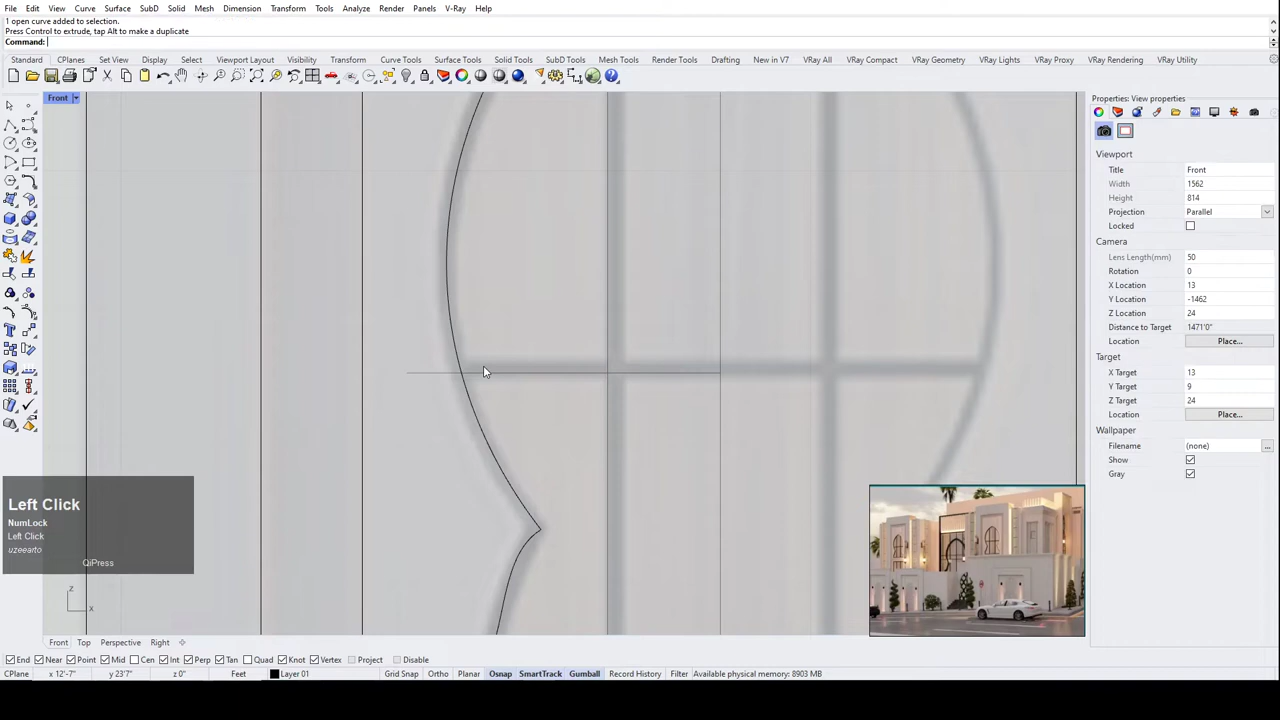 File Edit View Curve Surface SubD Solid Mesh Dimension Transform Tools Analyze Render Panels V-Ray Help
1 open curve added to selection.
Press Control to extrude, tap Alt to make a duplicate
Command:
Standard CPlanes Set View Display Select Viewport Layout Visibility Transform Curve Tools Surface Tools Solid Tools Mesh Tools Render Tools Drafting New in V7 VRay All VRay Compact VRay Geometry VRay Lights VRay Proxy VRay Rendering VRay Utility
Front
Properties: View properties
Viewport
Title Front
Width 1562
Height 814
Projection Parallel
Locked
Camera
Lens Length(mm) 50
Rotation 0
X Location 13
Y Location -1462
Z Location 24
Distance to Target 1471'0"
Location Place...
Target
X Target 13
Y Target 9
Z Target 24
Location Place...
Wallpaper
Filename (none) ...
Show
Gray
Left Click
NumLock
Left Click
uzeearto
QiPress
z
x
Front Top Perspective Right
End Near Point Mid Cen Int Perp Tan Quad Knot Vertex Project Disable
CPlane x 12'-7" y 23'7" z 0" Feet Layer 01 Grid Snap Ortho Planar Osnap SmartTrack Gumball Record History Filter Available physical memory: 8903 MB